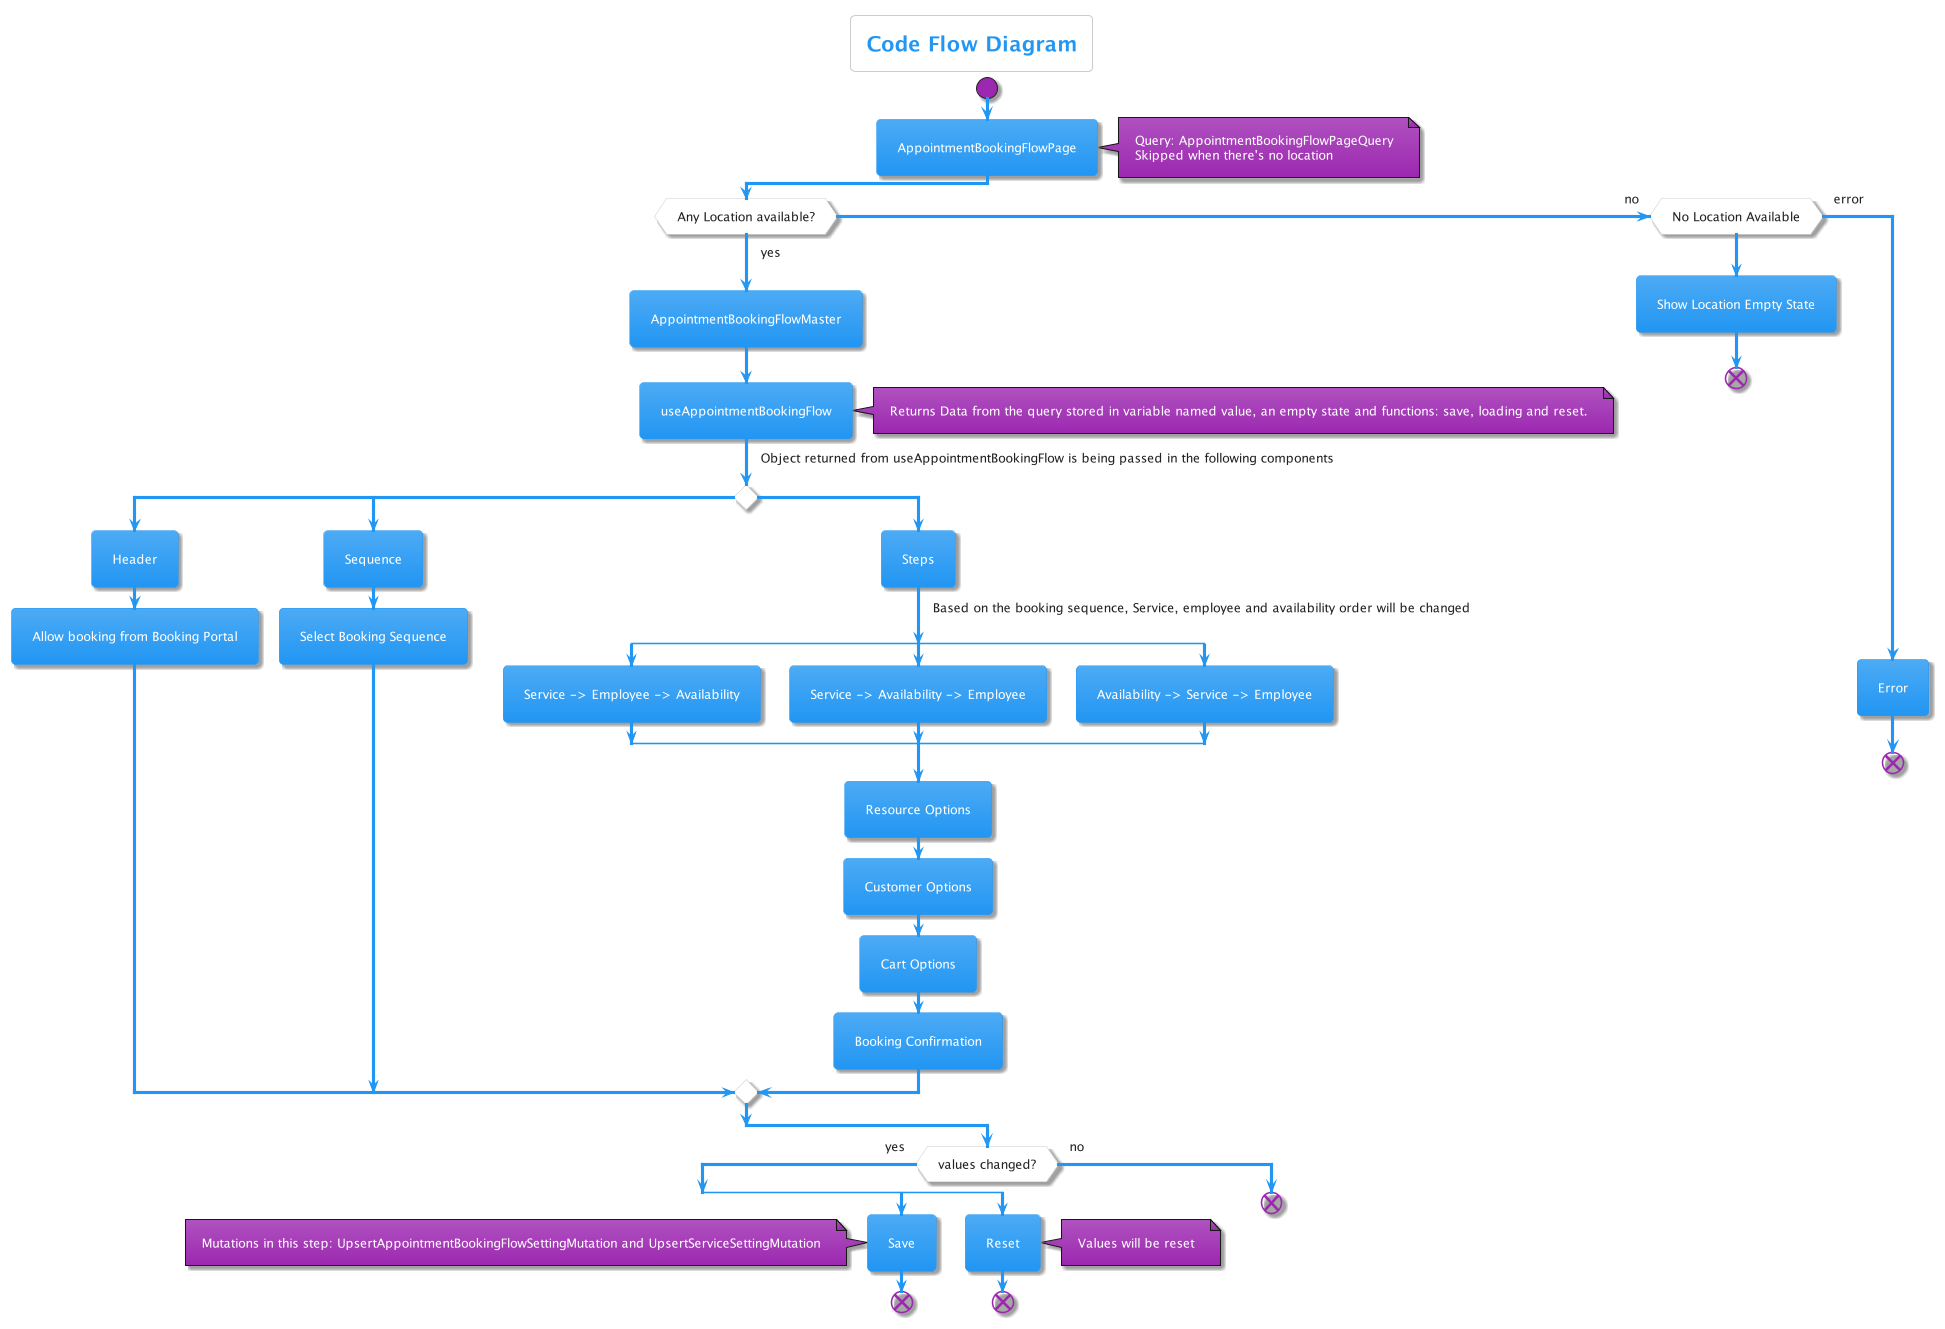 Code Flow Diagram
AppointmentBookingFlowPage
Query: AppointmentBookingFlowPageQuery
Skipped when there's no location
Any Location available?
no
No Location Available
error
yes
AppointmentBookingFlowMaster
Show Location Empty State
useAppointmentBookingFlow
Returns Data from the query stored in variable named value, an empty state and functions: save, loading and reset.
Object returned from useAppointmentBookingFlow is being passed in the following components
Header
Sequence
Steps
Allow booking from Booking Portal
Select Booking Sequence
Based on the booking sequence, Service, employee and availability order will be changed
Service -> Employee -> Availability
Service -> Availability -> Employee
Availability -> Service -> Employee
Error
Resource Options
Customer Options
Cart Options
Booking Confirmation
yes
values changed?
no
Mutations in this step: UpsertAppointmentBookingFlowSettingMutation and UpsertServiceSettingMutation
Save
Reset
Values will be reset